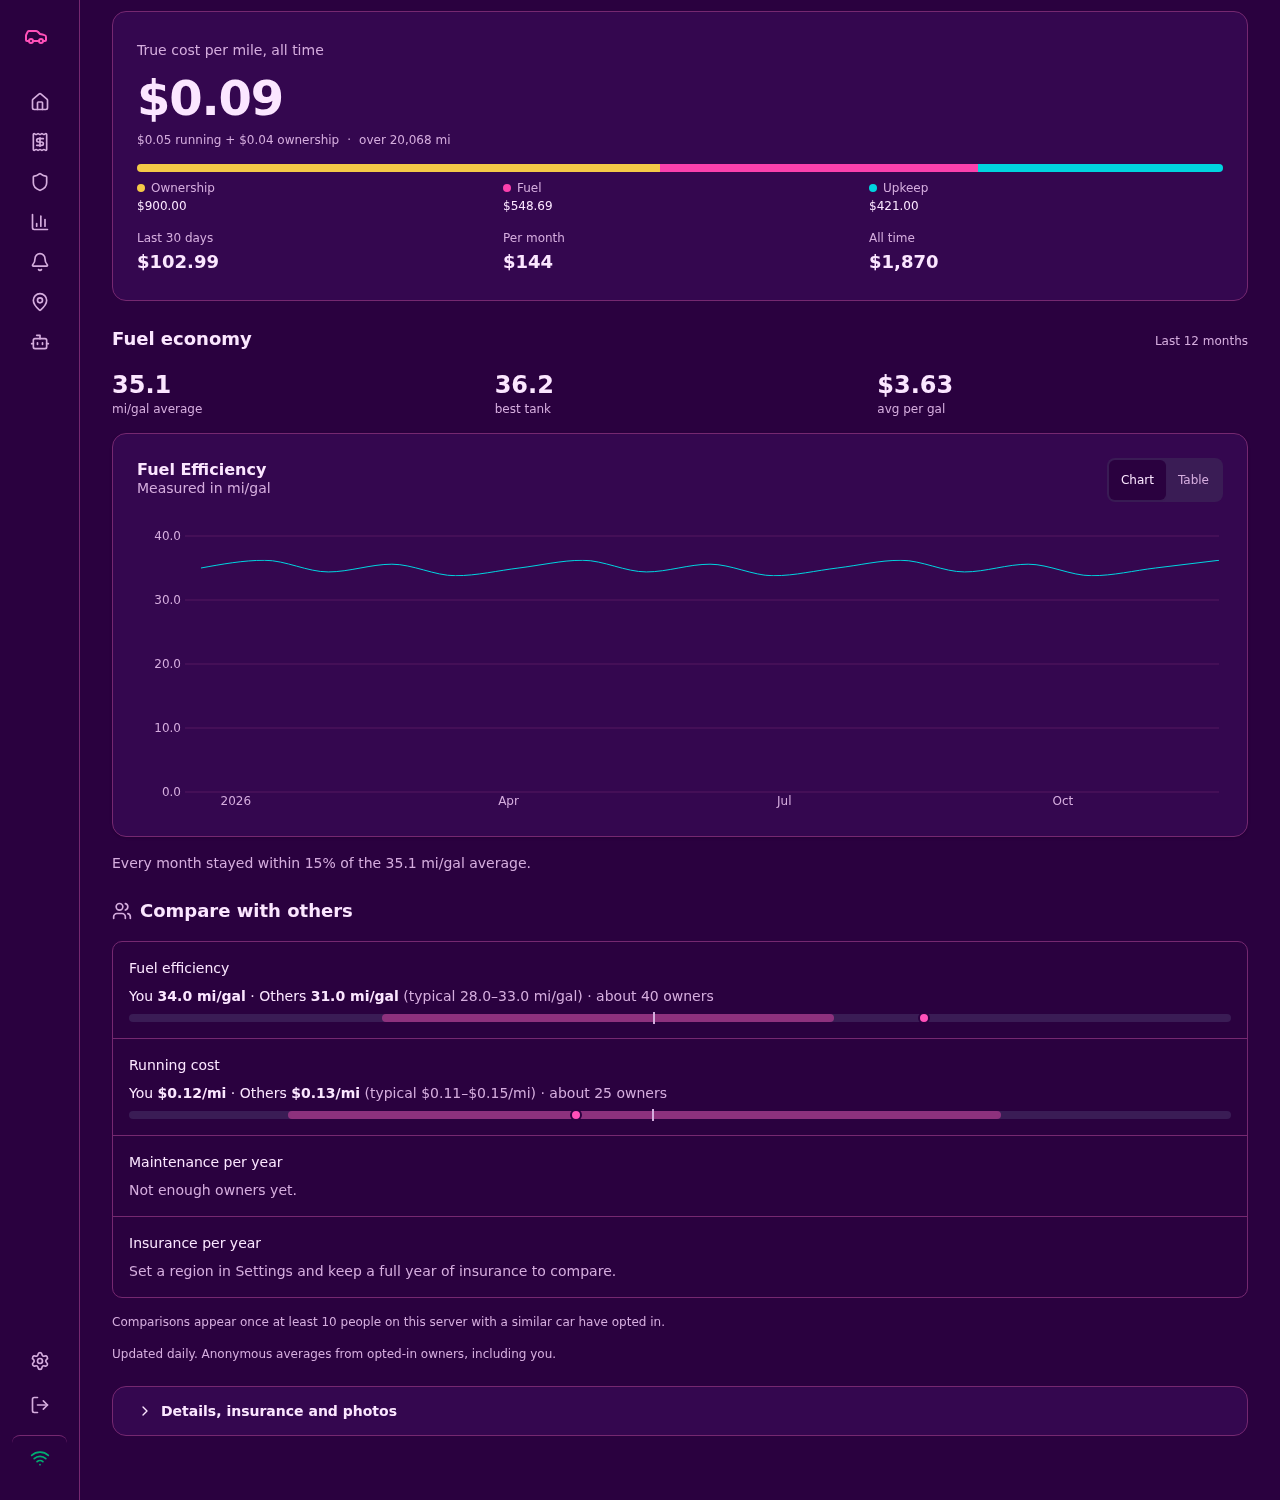 True cost per mile, all time
$0.09
$0.05 running + $0.04 ownership · over 20,068 mi
Ownership Fuel Upkeep
$900.00 $548.69 $421.00
Last 30 days Per month All time
$102.99 $144 $1,870
Fuel economy Last 12 months
35.1 36.2 $3.63
mi/gal average best tank avg per gal
Fuel Efficiency
Measured in mi/gal
Chart Table
40.0
30.0
20.0
10.0
0.0
2026 Apr Jul Oct
Every month stayed within 15% of the 35.1 mi/gal average.
Compare with others
Fuel efficiency
You 34.0 mi/gal · Others 31.0 mi/gal (typical 28.0–33.0 mi/gal) · about 40 owners
Running cost
You $0.12/mi · Others $0.13/mi (typical $0.11–$0.15/mi) · about 25 owners
Maintenance per year
Not enough owners yet.
Insurance per year
Set a region in Settings and keep a full year of insurance to compare.
Comparisons appear once at least 10 people on this server with a similar car have opted in.
Updated daily. Anonymous averages from opted-in owners, including you.
Details, insurance and photos